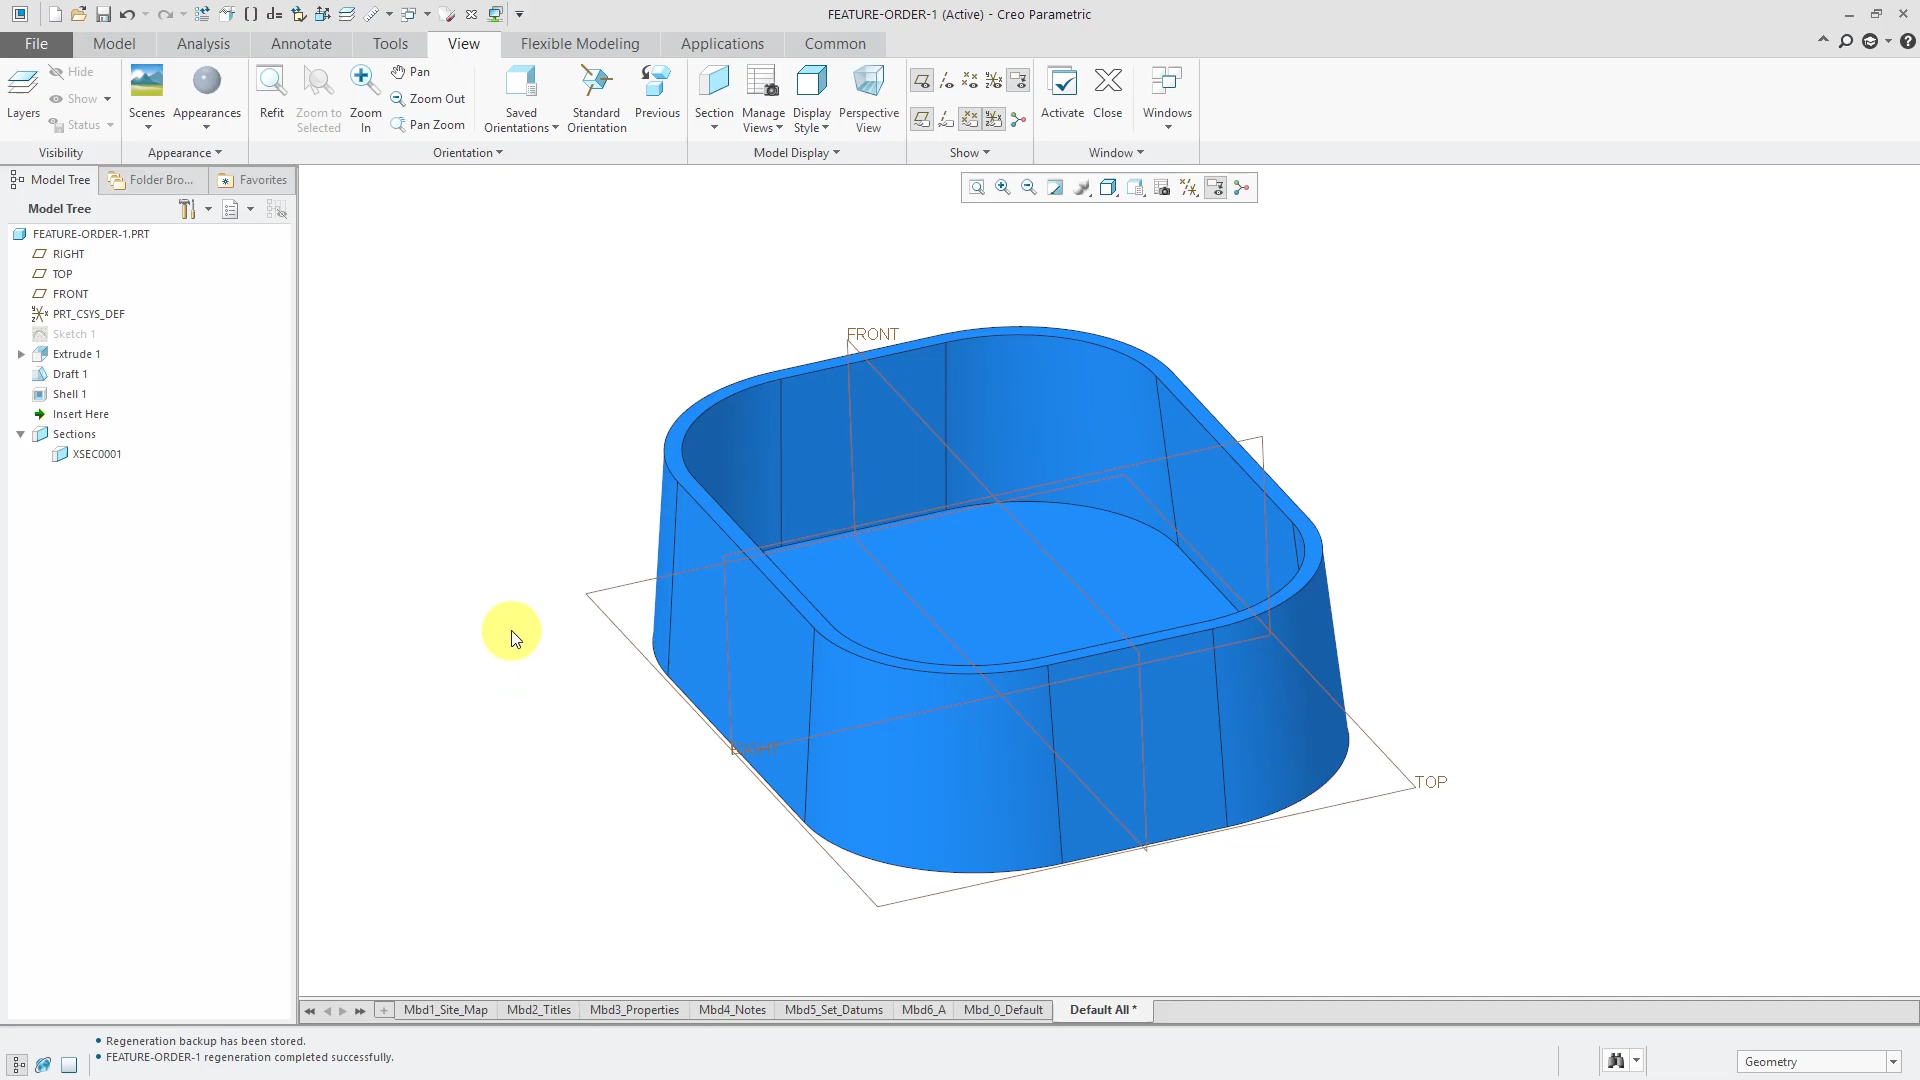 FEATURE-ORDER-1 (Active) - Creo Parametric
File Model Analysis Annotate Tools View Flexible Modeling Applications Common
Layers
Hide
Show
Status
Visibility
Scenes
Appearances
Appearance
Refit
Zoom to
Selected
Zoom
In
Pan
Zoom Out
Pan Zoom
Saved
Orientations
Standard
Orientation
Previous
Orientation
Section
Manage
Views
Display
Style
Perspective
View
Model Display
Show
Activate
Close
Windows
Window
Model Tree Folder Bro... Favorites
Model Tree
FEATURE-ORDER-1.PRT
RIGHT
TOP
FRONT
PRT_CSYS_DEF
Sketch 1
Extrude 1
Draft 1
Shell 1
Insert Here
Sections
XSEC0001
FRONT
RIGHT
TOP
Mbd1_Site_Map Mbd2_Titles Mbd3_Properties Mbd4_Notes Mbd5_Set_Datums Mbd6_A Mbd_0_Default Default All *
• Regeneration backup has been stored.
• FEATURE-ORDER-1 regeneration completed successfully.
Geometry